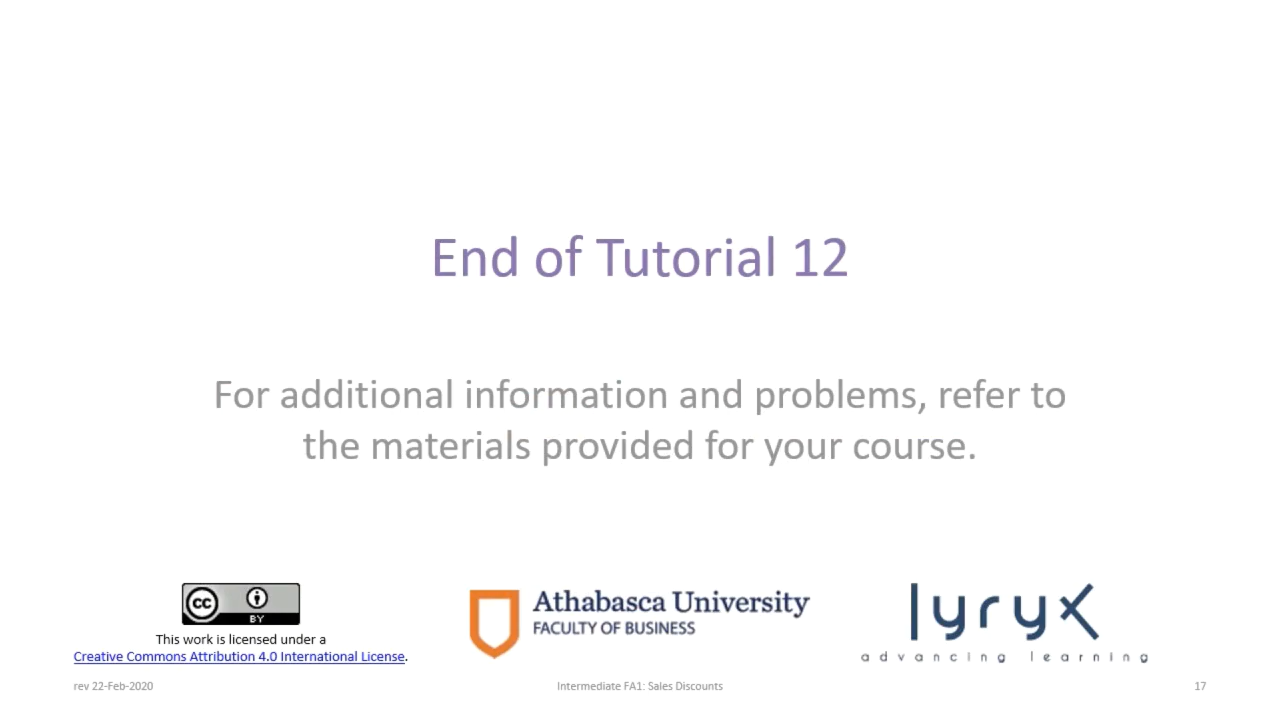 End of Tutorial 12
For additional information and problems, refer to
the materials provided for your course.
cc
BY
This work is licensed under a
Creative Commons Attribution 4.0 International License.
Athabasca University
FACULTY OF BUSINESS
lyryx
advancing learning
rev 22-Feb-2020
Intermediate FA1: Sales Discounts
17